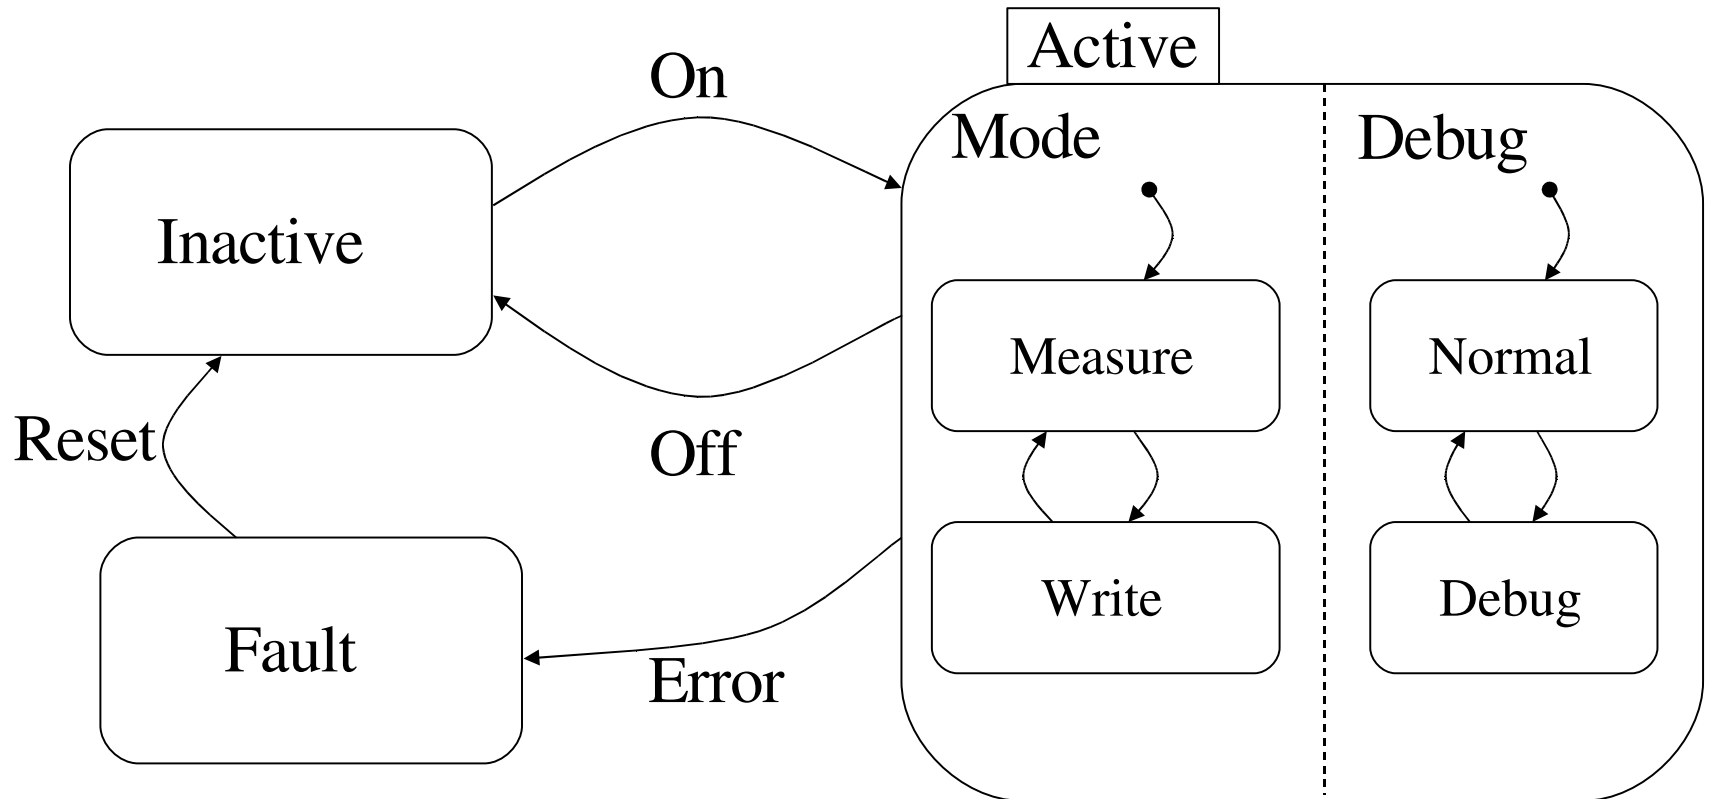 Active
On
Mode
Debug
Inactive
Measure
Normal
Reset
Off
Write
Debug
Fault
Error